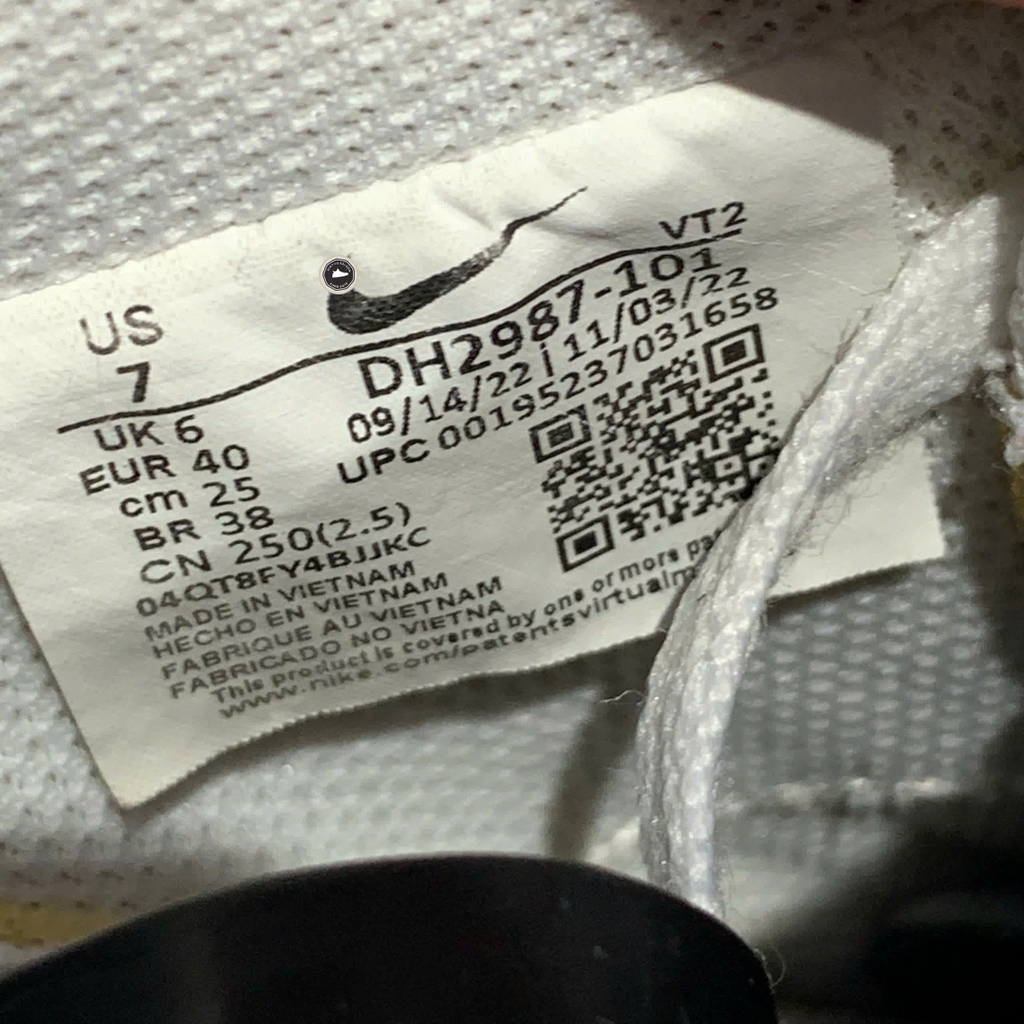 US
7
VT2
DH2987-101
09/14/22 | 11/03/22
UPC 00195237031658
UK 6
EUR 40
cm 25
BR 38
CN 250(2.5)
04QT8FY4BJJKC
MADE IN VIETNAM
HECHO EN VIETNAM
FABRIQUE AU VIETNAM
FABRICADO NO VIETNA
This product is covered by one or more pa
www.nike.com/patentsvirtualm